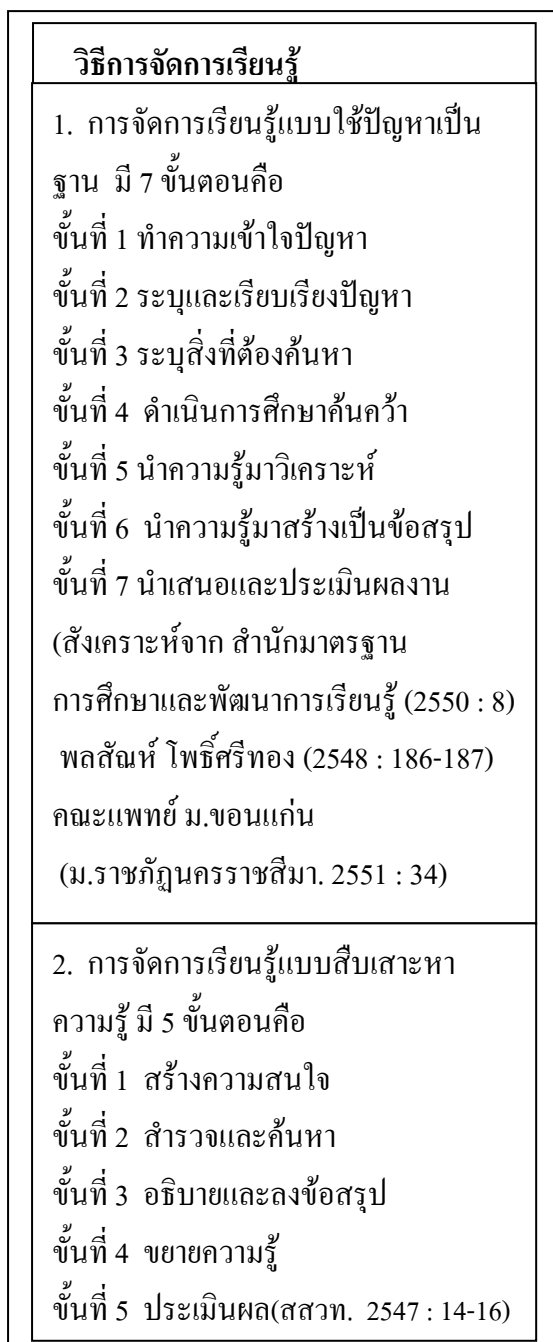 วิธีการจัดการเรียนรู้
1. การจัดการเรียนรู้แบบใช้ปัญหาเป็น
ฐาน มี 7 ขั้นตอนคือ
ขั้นที่ 1 ทำความเข้าใจปัญหา
ขั้นที่ 2 ระบุและเรียบเรียงปัญหา
ขั้นที่ 3 ระบุสิ่งที่ต้องค้นหา
ขั้นที่ 4 ดำเนินการศึกษาค้นคว้า
ขั้นที่ 5 นำความรู้มาวิเคราะห์
ขั้นที่ 6 นำความรู้มาสร้างเป็นข้อสรุป
ขั้นที่ 7 นำเสนอและประเมินผลงาน
(สังเคราะห์จาก สำนักมาตรฐาน
การศึกษาและพัฒนาการเรียนรู้ (2550 : 8)
พลสัณห์ โพธิ์ศรีทอง (2548 : 186-187)
คณะแพทย์ ม.ขอนแก่น
(ม.ราชภัฏนครราชสีมา. 2551 : 34)
2. การจัดการเรียนรู้แบบสืบเสาะหา
ความรู้ มี 5 ขั้นตอนคือ
ขั้นที่ 1 สร้างความสนใจ
ขั้นที่ 2 สำรวจและค้นหา
ขั้นที่ 3 อธิบายและลงข้อสรุป
ขั้นที่ 4 ขยายความรู้
ขั้นที่ 5 ประเมินผล(สสวท. 2547 : 14-16)